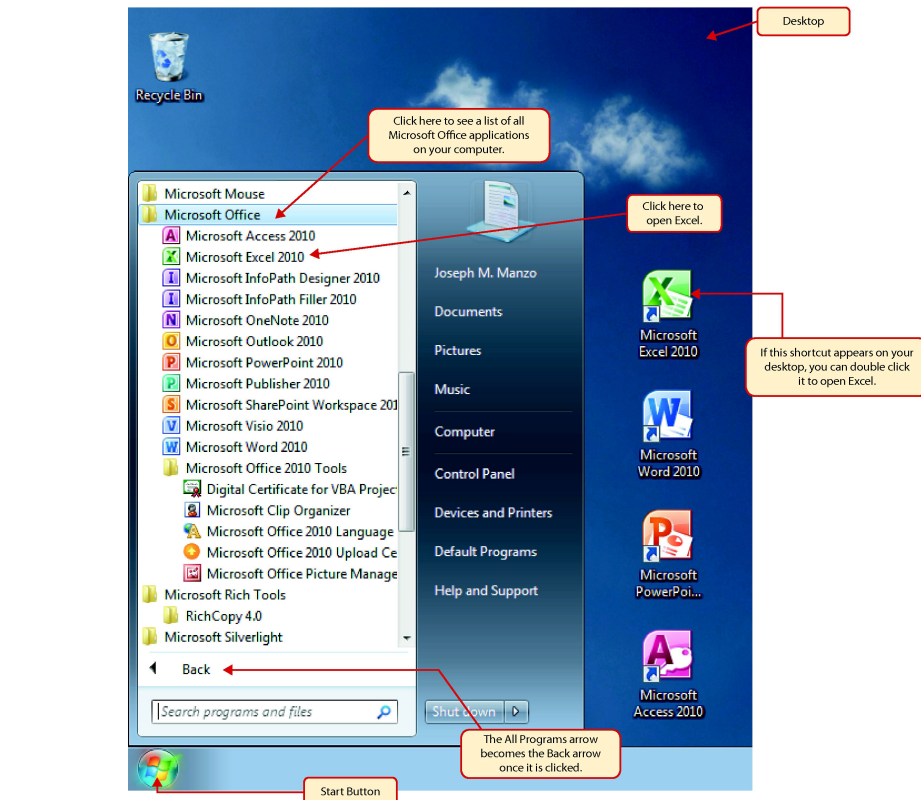 Desktop
Recycle Bin
Click here to see a list of all
Microsoft Office applications
on your computer.
Microsoft Mouse
Microsoft Office
Microsoft Access 2010
Microsoft Excel 2010
Microsoft InfoPath Designer 2010
Microsoft InfoPath Filler 2010
Microsoft OneNote 2010
Microsoft Outlook 2010
Microsoft PowerPoint 2010
Microsoft Publisher 2010
Microsoft SharePoint Workspace 201
Microsoft Visio 2010
Microsoft Word 2010
Microsoft Office 2010 Tools
Digital Certificate for VBA Projec
Microsoft Clip Organizer
Microsoft Office 2010 Language
Microsoft Office 2010 Upload Ce
Microsoft Office Picture Manage
Microsoft Rich Tools
RichCopy 4.0
Microsoft Silverlight
Back
Search programs and files
Joseph M. Manzo
Documents
Pictures
Music
Computer
Control Panel
Devices and Printers
Default Programs
Help and Support
Shut down
Click here to
open Excel.
Microsoft
Excel 2010
If this shortcut appears on your
desktop, you can double click
it to open Excel.
Microsoft
Word 2010
Microsoft
PowerPoi...
Microsoft
Access 2010
The All Programs arrow
becomes the Back arrow
once it is clicked.
Start Button